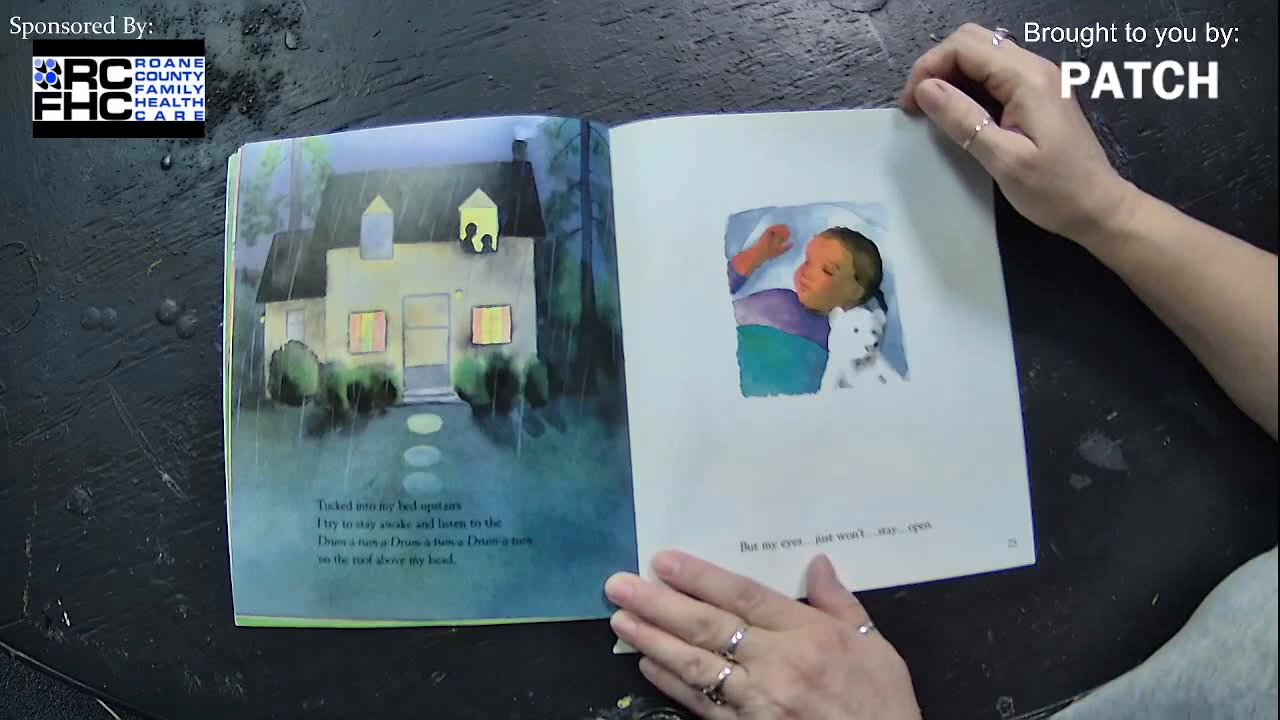 Sponsored By:
RC
FHC
ROANE
COUNTY
FAMILY
HEALTH
CARE
Brought to you by:
PATCH
Tucked into my bed upstairs
I try to stay awake and listen to the
Drum-a-tum-a-Drum-a-tum-a Drum-a-tum
on the roof above my head.
But my eyes...just won't...stay...open.
25